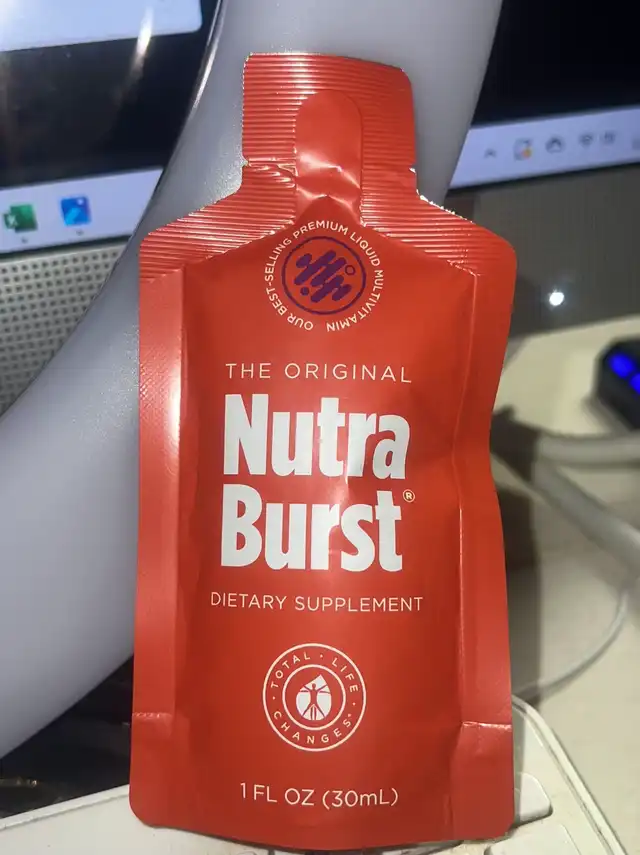 OUR BEST-SELLING PREMIUM LIQUID MULTIVITAMIN
THE ORIGINAL
Nutra
Burst®
DIETARY SUPPLEMENT
TOTAL · LIFE · CHANGES ·
1 FL OZ (30mL)